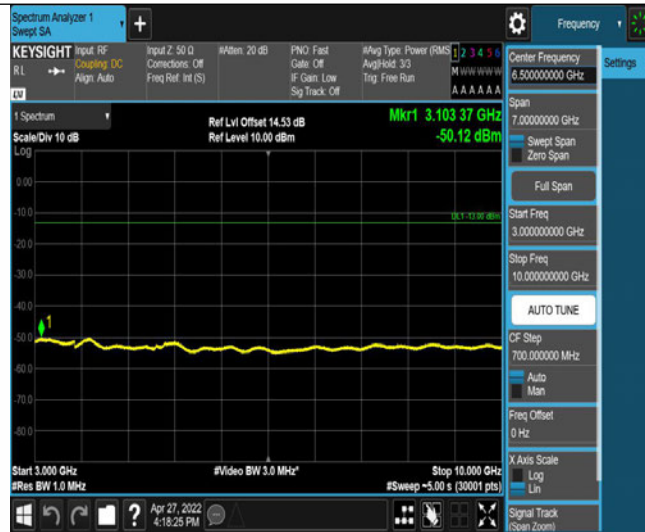 Spectrum Analyzer 1
Swept SA
Frequency
KEYSIGHT
Input: RF
Coupling: DC
Align: Auto
Input Z: 50 Ω
Corrections: Off
Freq Ref: Int (S)
#Atten: 20 dB
PNO: Fast
Gate: Off
IF Gain: Low
Sig Track: Off
#Avg Type: Power (RMS
Avg|Hold: 3/3
Trig: Free Run
1 2 3 4 5 6
M W W W W W
A A A A A A
RL
1 Spectrum
Scale/Div 10 dB
Log
Ref Lvl Offset 14.53 dB
Ref Level 10.00 dBm
Mkr1 3.103 37 GHz
-50.12 dBm
0.00
-10.0
DL1 -13.00 dBm
-20.0
-30.0
-40.0
1
-50.0
-60.0
-70.0
-80.0
Start 3.000 GHz
#Res BW 1.0 MHz
#Video BW 3.0 MHz*
Stop 10.000 GHz
#Sweep ~5.00 s (30001 pts)
Apr 27, 2022
4:18:25 PM
?
Center Frequency
6.500000000 GHz
Settings
Span
7.00000000 GHz
Swept Span
Zero Span
Full Span
Start Freq
3.000000000 GHz
Stop Freq
10.000000000 GHz
AUTO TUNE
CF Step
700.000000 MHz
Auto
Man
Freq Offset
0 Hz
X Axis Scale
Log
Lin
Signal Track
(Span Zoom)